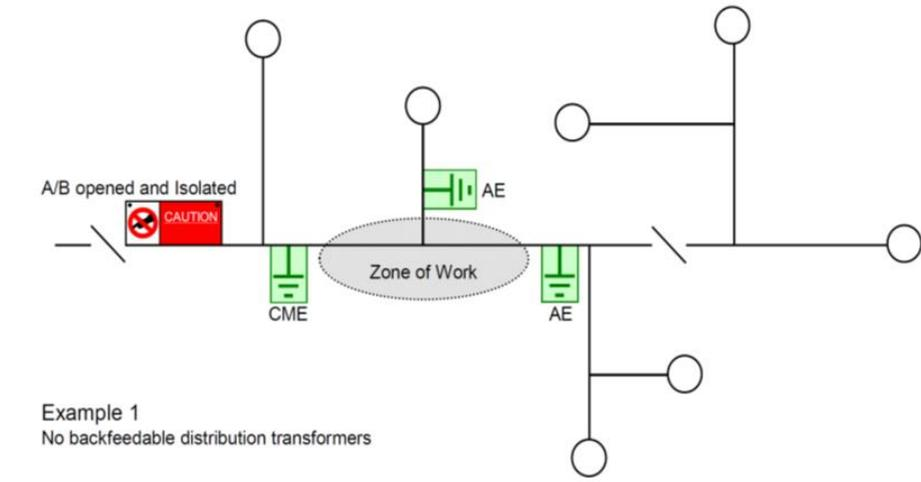 A/B opened and Isolated
CAUTION
AE
Zone of Work
CME
AE
Example 1
No backfeedable distribution transformers